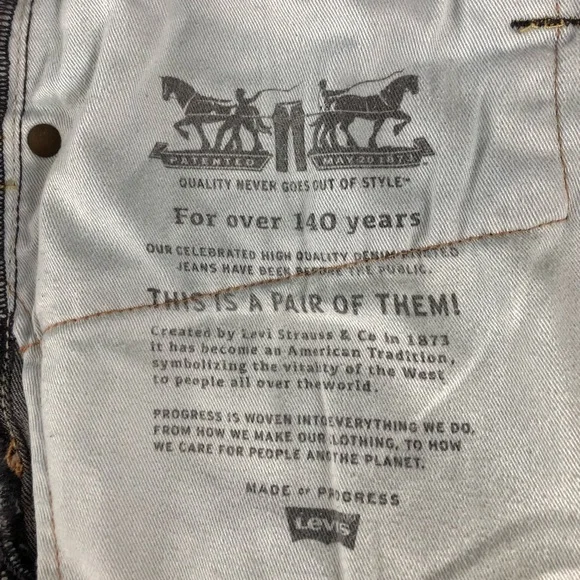 PATENTED MAY 20 1873
QUALITY NEVER GOES OUT OF STYLE™
For over 140 years
OUR CELEBRATED HIGH QUALITY DENIM RIVETED
JEANS HAVE BEEN BEFORE THE PUBLIC.
THIS IS A PAIR OF THEM!
Created by Levi Strauss & Co in 1873
it has become an American Tradition,
symbolizing the vitality of the West
to people all over theworld.
PROGRESS IS WOVEN INTOEVERYTHING WE DO.
FROM HOW WE MAKE OUR LOTHING, TO HOW
WE CARE FOR PEOPLE AND THE PLANET.
MADE OF PROGRESS
Levi's